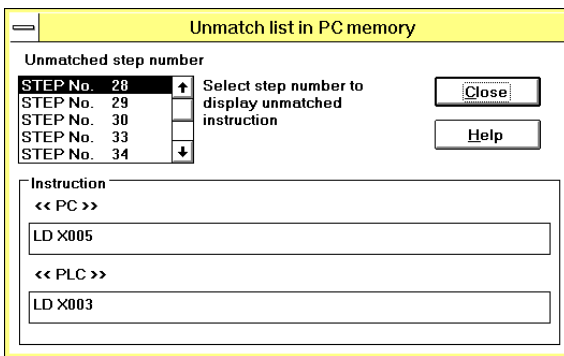 Unmatch list in PC memory
Unmatched step number
STEP No. 28
STEP No. 29
STEP No. 30
STEP No. 33
STEP No. 34
Select step number to
display unmatched
instruction
Close
Help
Instruction
<< PC >>
LD X005
<< PLC >>
LD X003